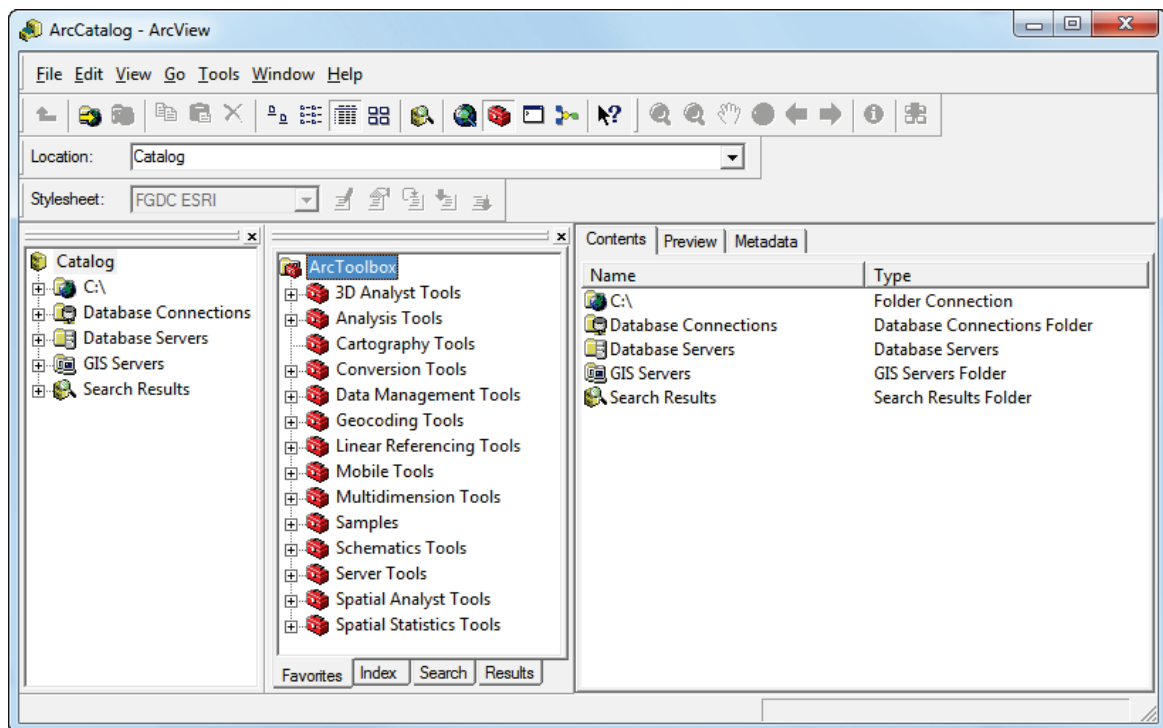 ArcCatalog - ArcView
File Edit View Go Tools Window Help
Location: Catalog
Stylesheet: FGDC ESRI
Catalog
C:\
Database Connections
Database Servers
GIS Servers
Search Results
ArcToolbox
3D Analyst Tools
Analysis Tools
Cartography Tools
Conversion Tools
Data Management Tools
Geocoding Tools
Linear Referencing Tools
Mobile Tools
Multidimension Tools
Samples
Schematics Tools
Server Tools
Spatial Analyst Tools
Spatial Statistics Tools
Favorites Index Search Results
Contents Preview Metadata
Name Type
C:\ Folder Connection
Database Connections Database Connections Folder
Database Servers Database Servers
GIS Servers GIS Servers Folder
Search Results Search Results Folder